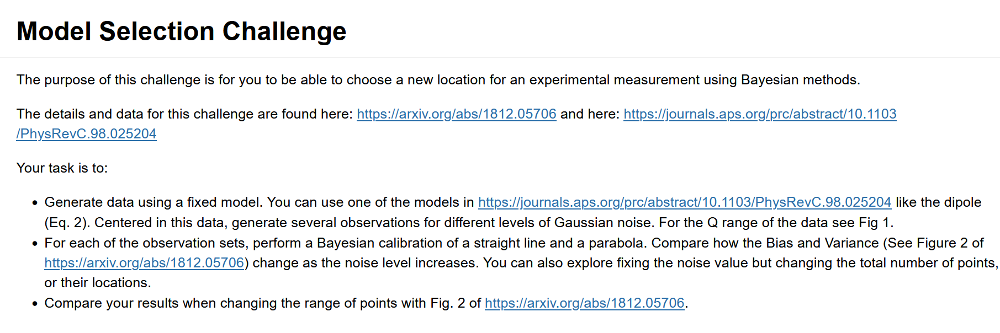 Model Selection Challenge
The purpose of this challenge is for you to be able to choose a new location for an experimental measurement using Bayesian methods.
The details and data for this challenge are found here: https://arxiv.org/abs/1812.05706 and here: https://journals.aps.org/prc/abstract/10.1103
/PhysRevC.98.025204
Your task is to:
• Generate data using a fixed model. You can use one of the models in https://journals.aps.org/prc/abstract/10.1103/PhysRevC.98.025204 like the dipole
(Eq. 2). Centered in this data, generate several observations for different levels of Gaussian noise. For the Q range of the data see Fig 1.
• For each of the observation sets, perform a Bayesian calibration of a straight line and a parabola. Compare how the Bias and Variance (See Figure 2 of
https://arxiv.org/abs/1812.05706) change as the noise level increases. You can also explore fixing the noise value but changing the total number of points,
or their locations.
• Compare your results when changing the range of points with Fig. 2 of https://arxiv.org/abs/1812.05706.